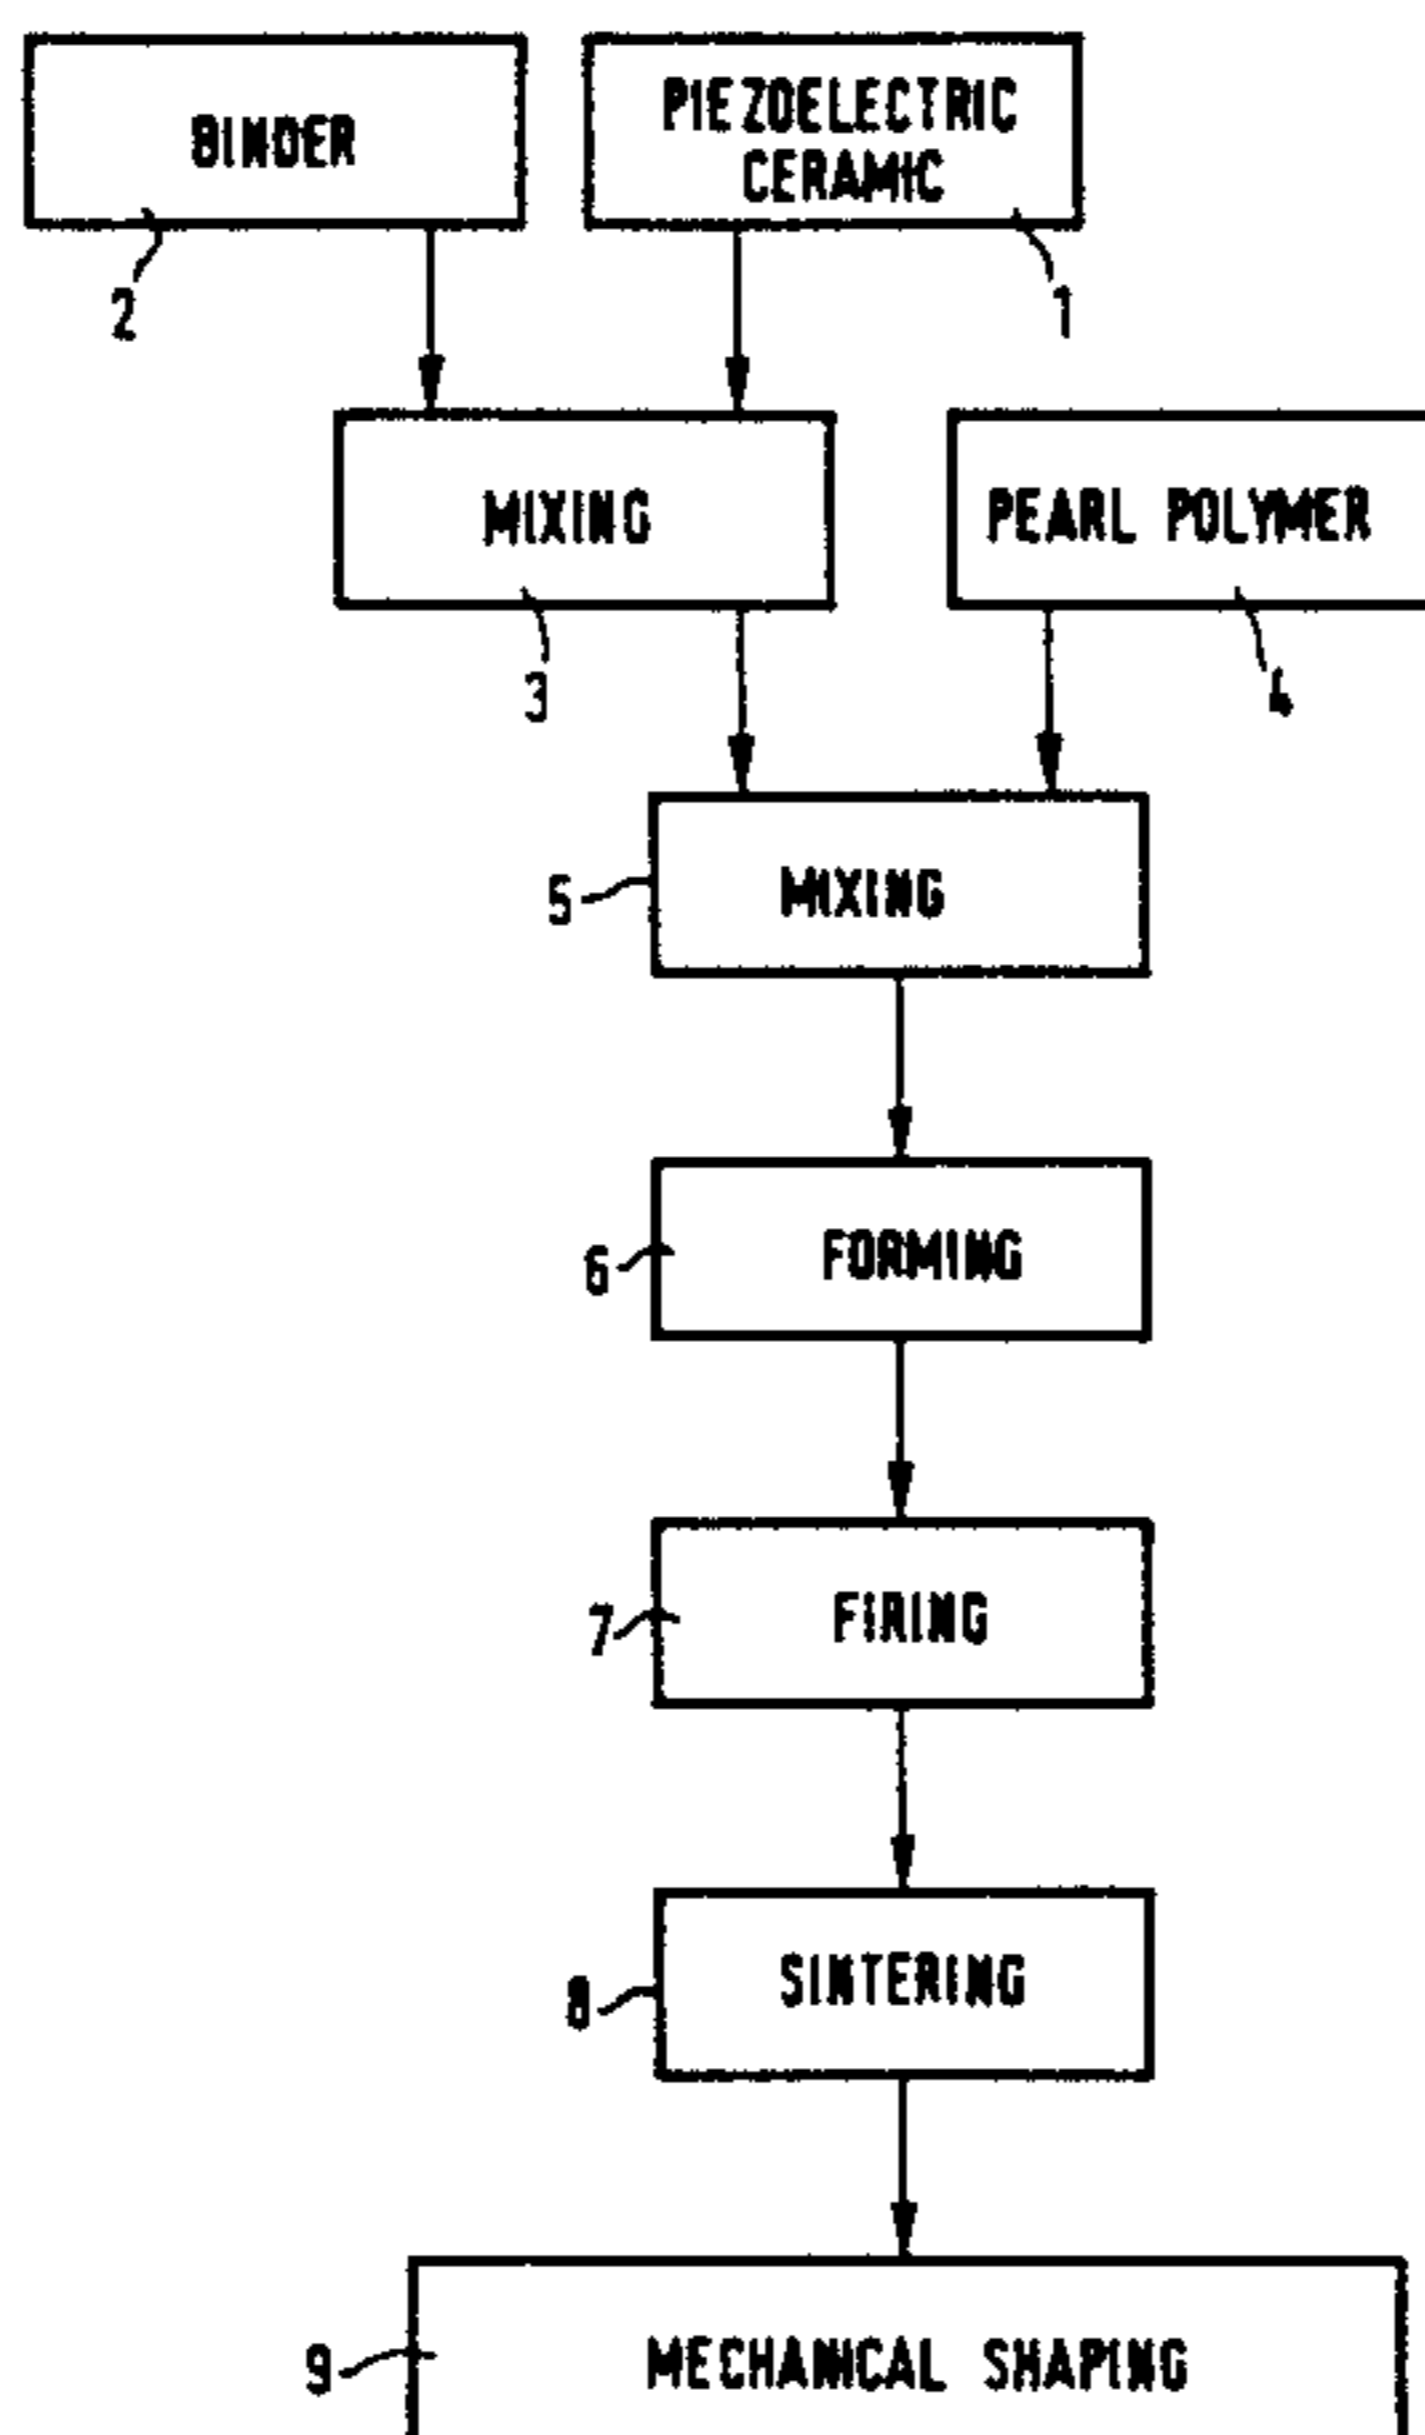 BINDER
PIEZOELECTRIC
CERAMIC
2
1
MIXING
PEARL POLYMER
3
4
MIXING
5
FORMING
6
FIRING
7
SINTERING
8
MECHANICAL SHAPING
9